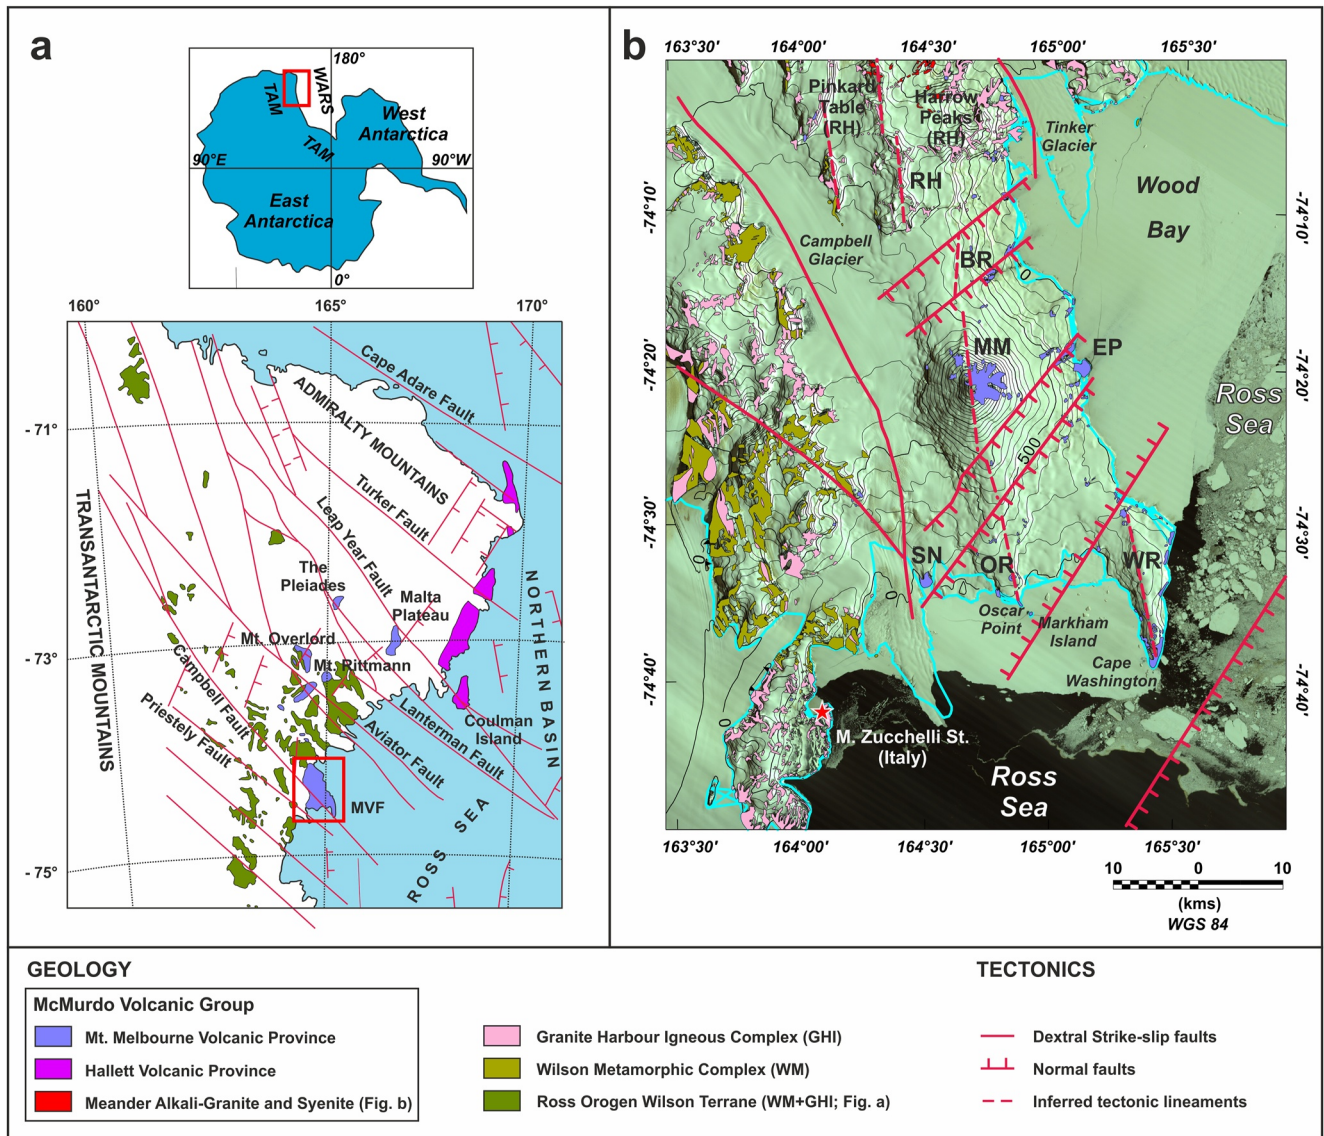 a
180°
WARS
TAM
West
Antarctica
TAM
90°E
90°W
East
Antarctica
0°
160°
165°
170°
Cape Adare Fault
ADMIRALTY MOUNTAINS
- 71°
Turker Fault
Leap Year Fault
TRANSANTARCTIC MOUNTAINS
The
Pleiades
Malta
Plateau
NORTHERN BASIN
Mt. Overlord
- 73°
Mt. Rittmann
Campbell Fault
Priestely Fault
Lanterman Fault
Coulman
Island
Aviator Fault
MVF
ROSS SEA
- 75°
b
163°30'
164°00'
164°30'
165°00'
165°30'
Pinkard
Table
(RH)
Harrow
Peaks
(RH)
Tinker
Glacier
RH
Wood
Bay
-74°10'
-74°10'
Campbell
Glacier
BR
0
MM
EP
-74°20'
-74°20'
Ross
Sea
500
-74°30'
-74°30'
SN
OR
WR
0
0
Oscar
Point
Markham
Island
Cape
Washington
-74°40'
-74°40'
0
M. Zucchelli St.
(Italy)
Ross
Sea
163°30'
164°00'
164°30'
165°00'
165°30'
10
0
10
(kms)
WGS 84
GEOLOGY
TECTONICS
McMurdo Volcanic Group
Mt. Melbourne Volcanic Province
Hallett Volcanic Province
Meander Alkali-Granite and Syenite (Fig. b)
Granite Harbour Igneous Complex (GHI)
Wilson Metamorphic Complex (WM)
Ross Orogen Wilson Terrane (WM+GHI; Fig. a)
Dextral Strike-slip faults
Normal faults
Inferred tectonic lineaments